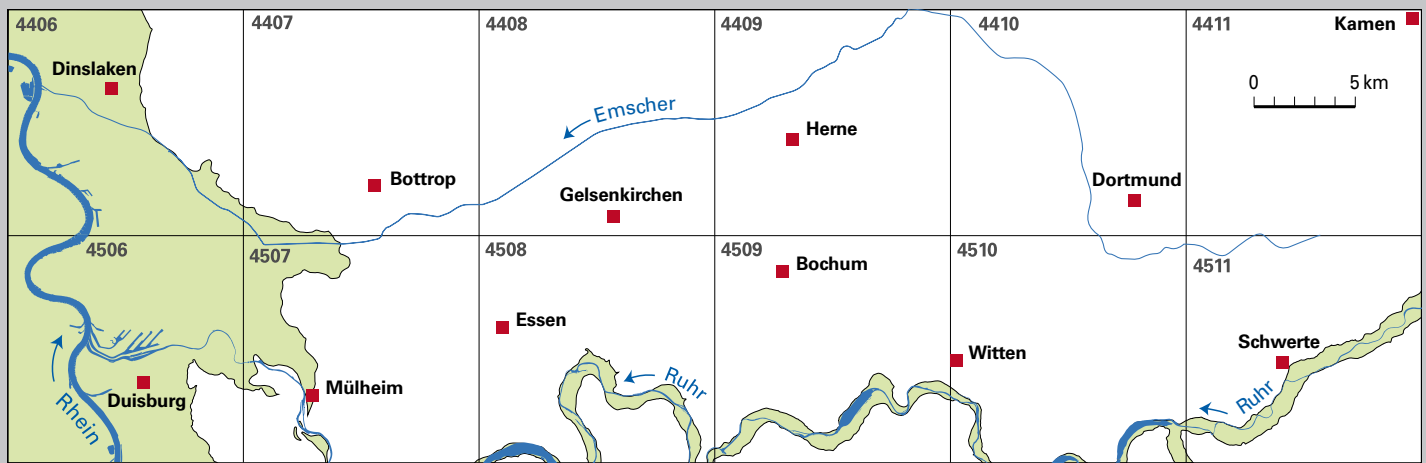 4406
4407
4408
4409
4410
4411
Kamen
Dinslaken
0 5 km
Emscher
Herne
Bottrop
Gelsenkirchen
Dortmund
4506
4507
4508
4509
4510
4511
Bochum
Essen
Witten
Schwerte
Duisburg
Mülheim
Ruhr
Ruhr
Rhein